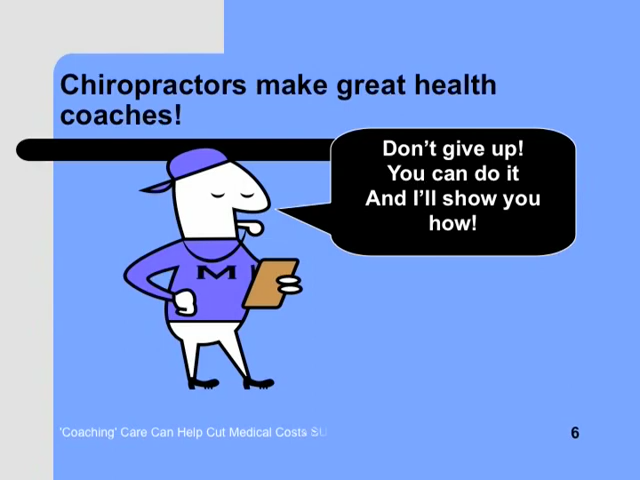 Chiropractors make great health
coaches!
Don't give up!
You can do it
And I'll show you
how!
M
'Coaching' Care Can Help Cut Medical Costs
6